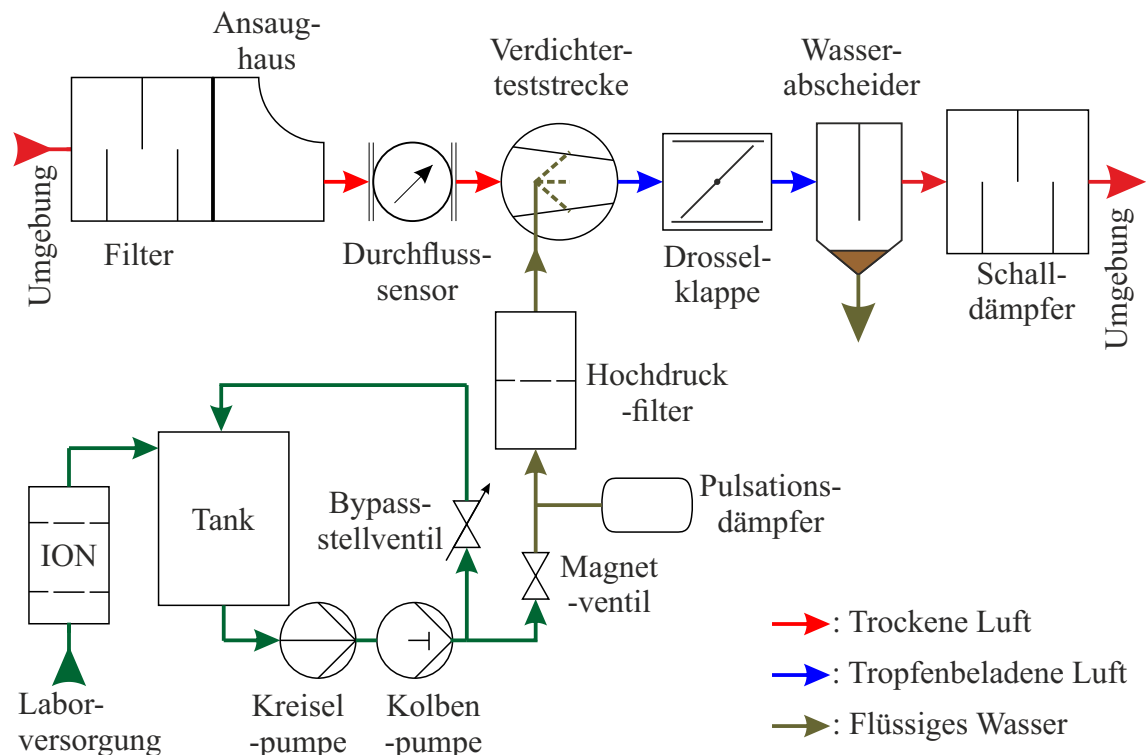 Ansaug-
haus
Verdichter-
teststrecke
Wasser-
abscheider
Umgebung
Filter
Durchfluss-
sensor
Drossel-
klappe
Schall-
dämpfer
Umgebung
Hochdruck
-filter
Tank
Bypass-
stellventil
Pulsations-
dämpfer
ION
Magnet
-ventil
Labor-
versorgung
Kreisel
-pumpe
Kolben
-pumpe
: Trockene Luft
: Tropfenbeladene Luft
: Flüssiges Wasser